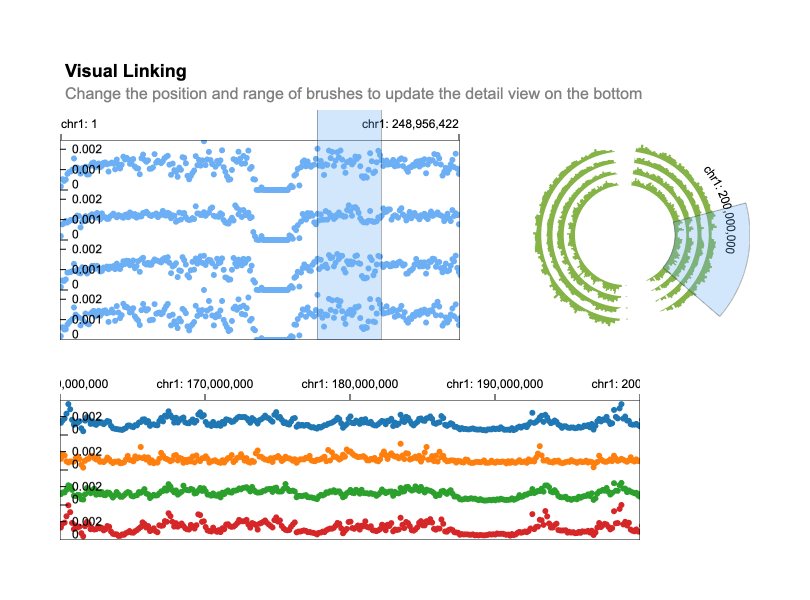 Visual Linking
Change the position and range of brushes to update the detail view on the bottom
chr1: 1
chr1: 248,956,422
0.002
0.001
0
0.002
0.001
0
0.002
0.001
0
0.002
0.001
0
chr1: 200,000,000
0,000,000
chr1: 170,000,000
chr1: 180,000,000
chr1: 190,000,000
chr1: 200
0.002
0
0.002
0
0.002
0
0.002
0